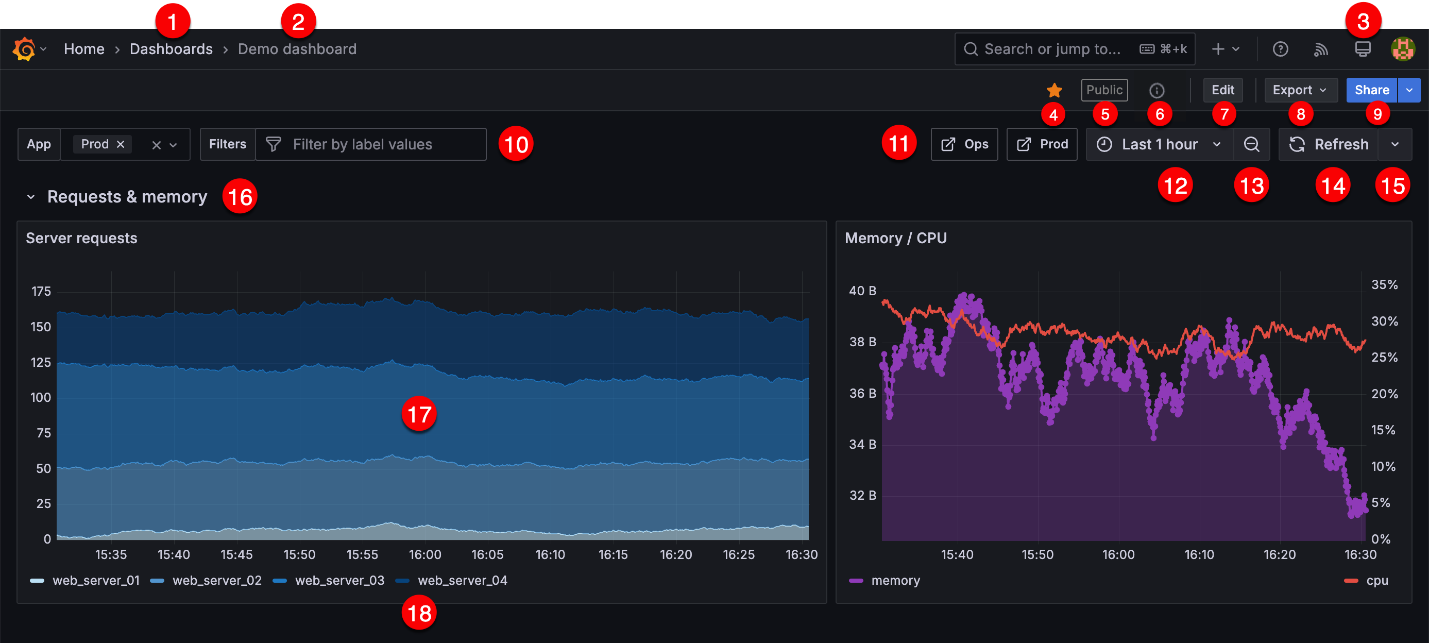 1 2 3
Home › Dashboards › Demo dashboard Search or jump to... ⌘+k
Public Edit Export Share
4 5 6 7 8 9
App Prod Filters Filter by label values 10 11 Ops Prod Last 1 hour Refresh
12 13 14 15
Requests & memory 16
Server requests
175
150
125
100
75
50
25
0
17
15:35 15:40 15:45 15:50 15:55 16:00 16:05 16:10 16:15 16:20 16:25 16:30
web_server_01 web_server_02 web_server_03 web_server_04
18
Memory / CPU
40 B
38 B
36 B
34 B
32 B
35%
30%
25%
20%
15%
10%
5%
0%
15:40 15:50 16:00 16:10 16:20 16:30
memory cpu